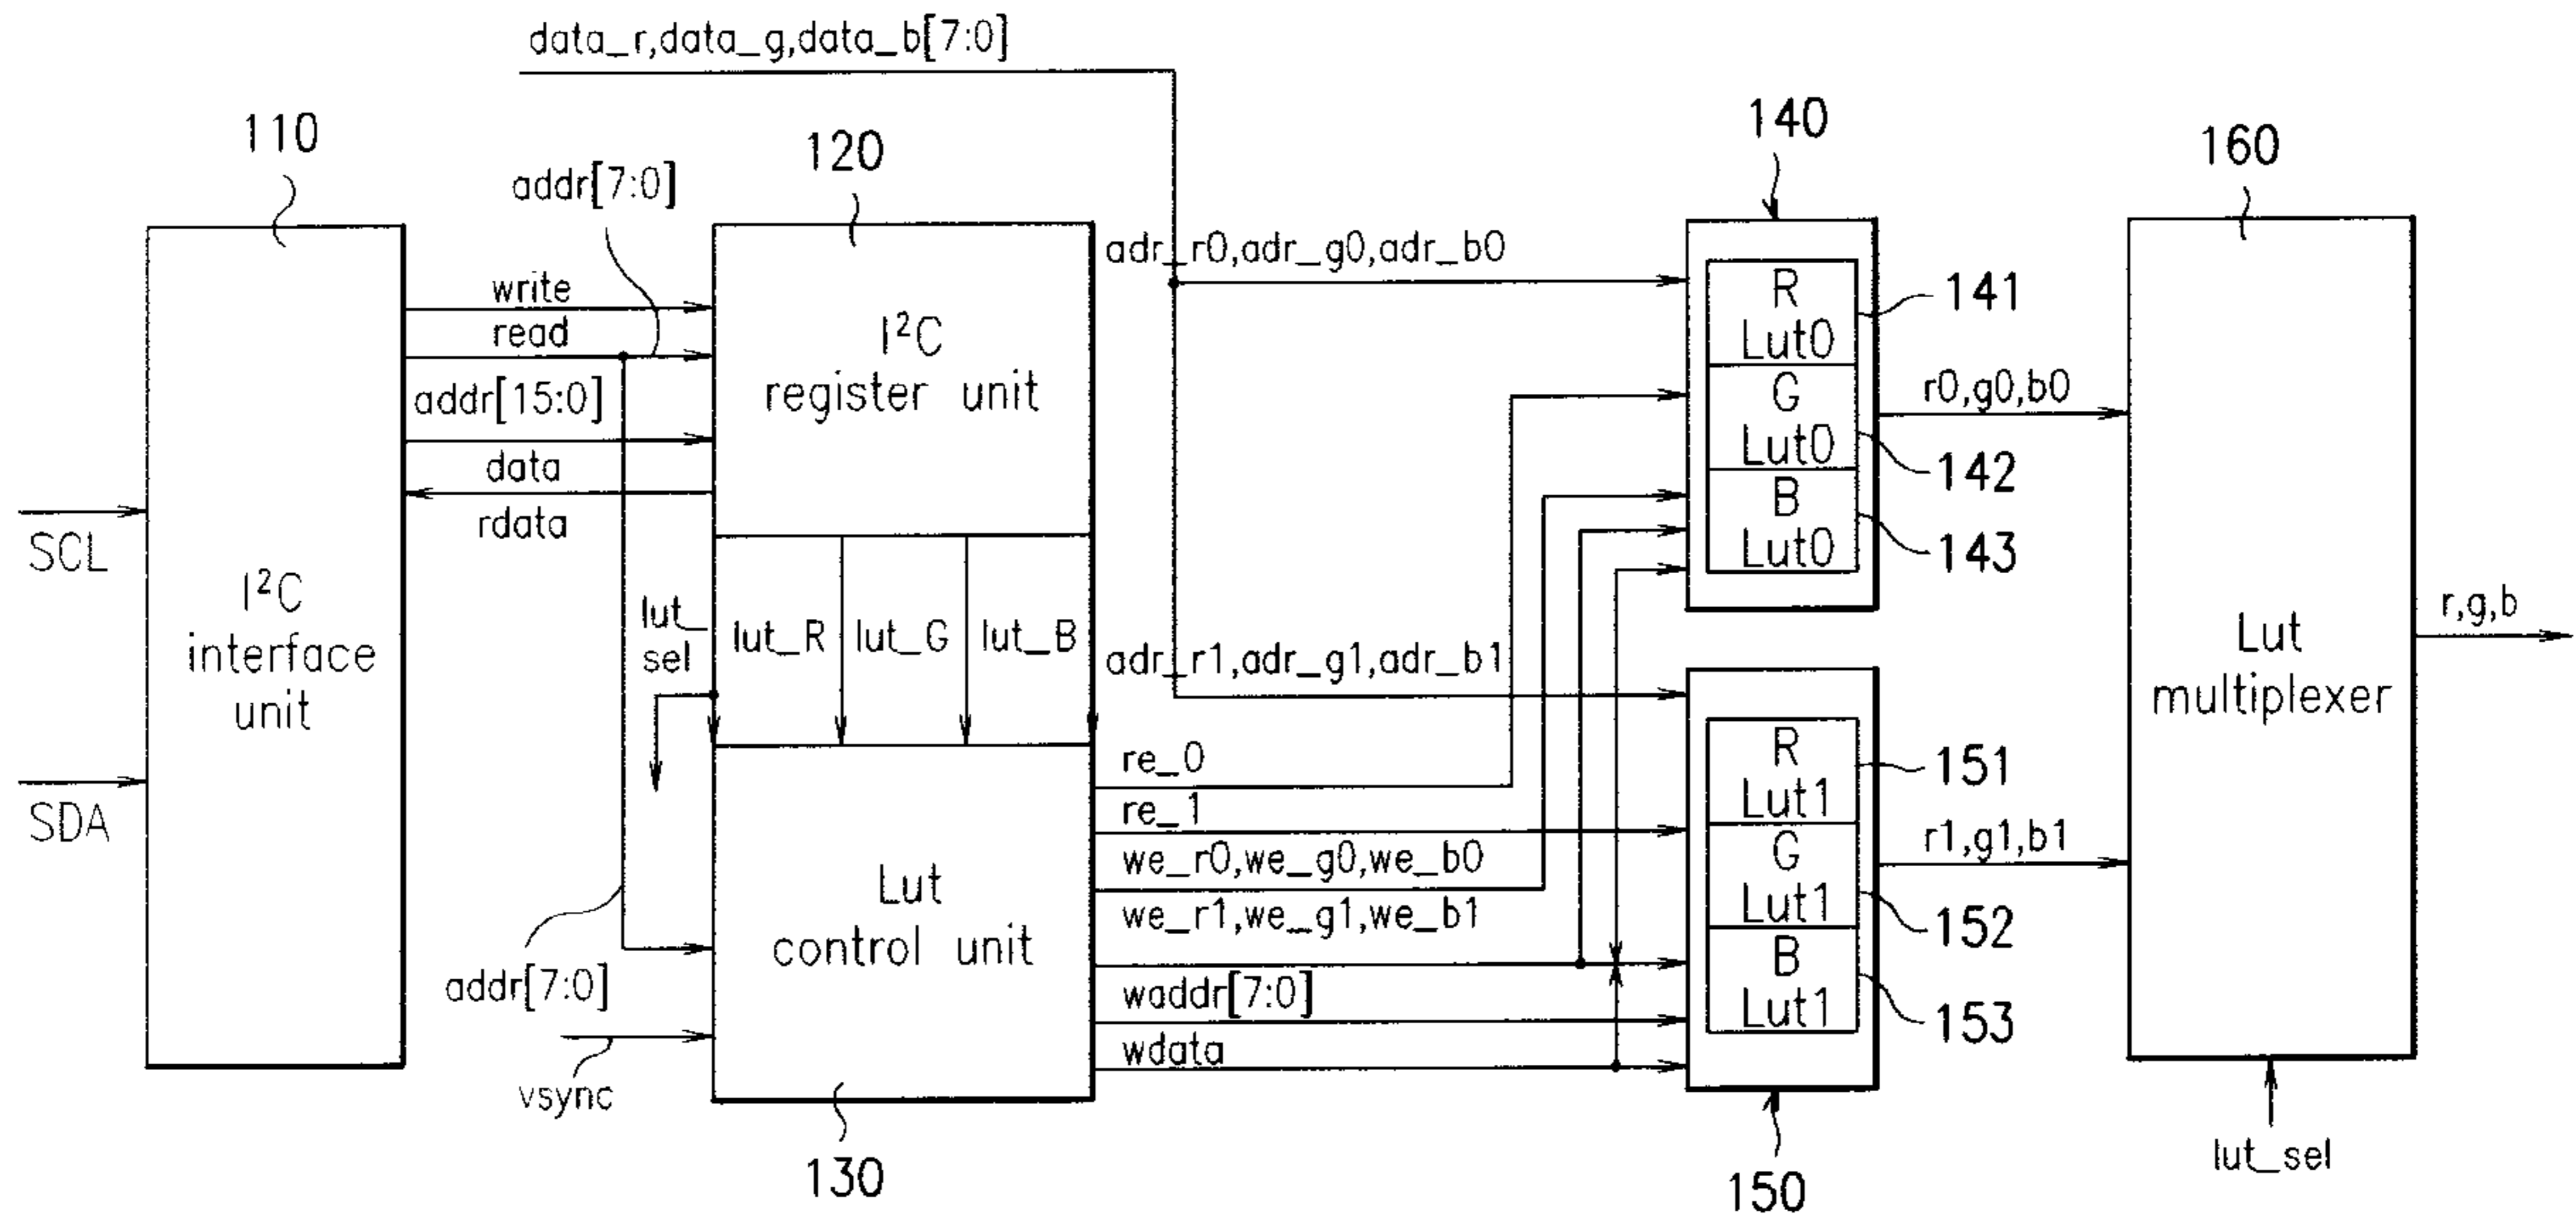 data_r,data_g,data_b[7:0]
110
120
140
160
addr[7:0]
adr_r0,adr_g0,adr_b0
write
read
addr[15:0]
data
rdata
I²C
register unit
R
Lut0
141
G
Lut0
142
B
Lut0
143
r0,g0,b0
SCL
SDA
I²C
interface
unit
lut_
sel
lut_R
lut_G
lut_B
adr_r1,adr_g1,adr_b1
Lut
multiplexer
r,g,b
re_0
re_1
we_r0,we_g0,we_b0
we_r1,we_g1,we_b1
waddr[7:0]
wdata
Lut
control unit
R
Lut1
151
G
Lut1
152
B
Lut1
153
r1,g1,b1
addr[7:0]
vsync
130
150
lut_sel